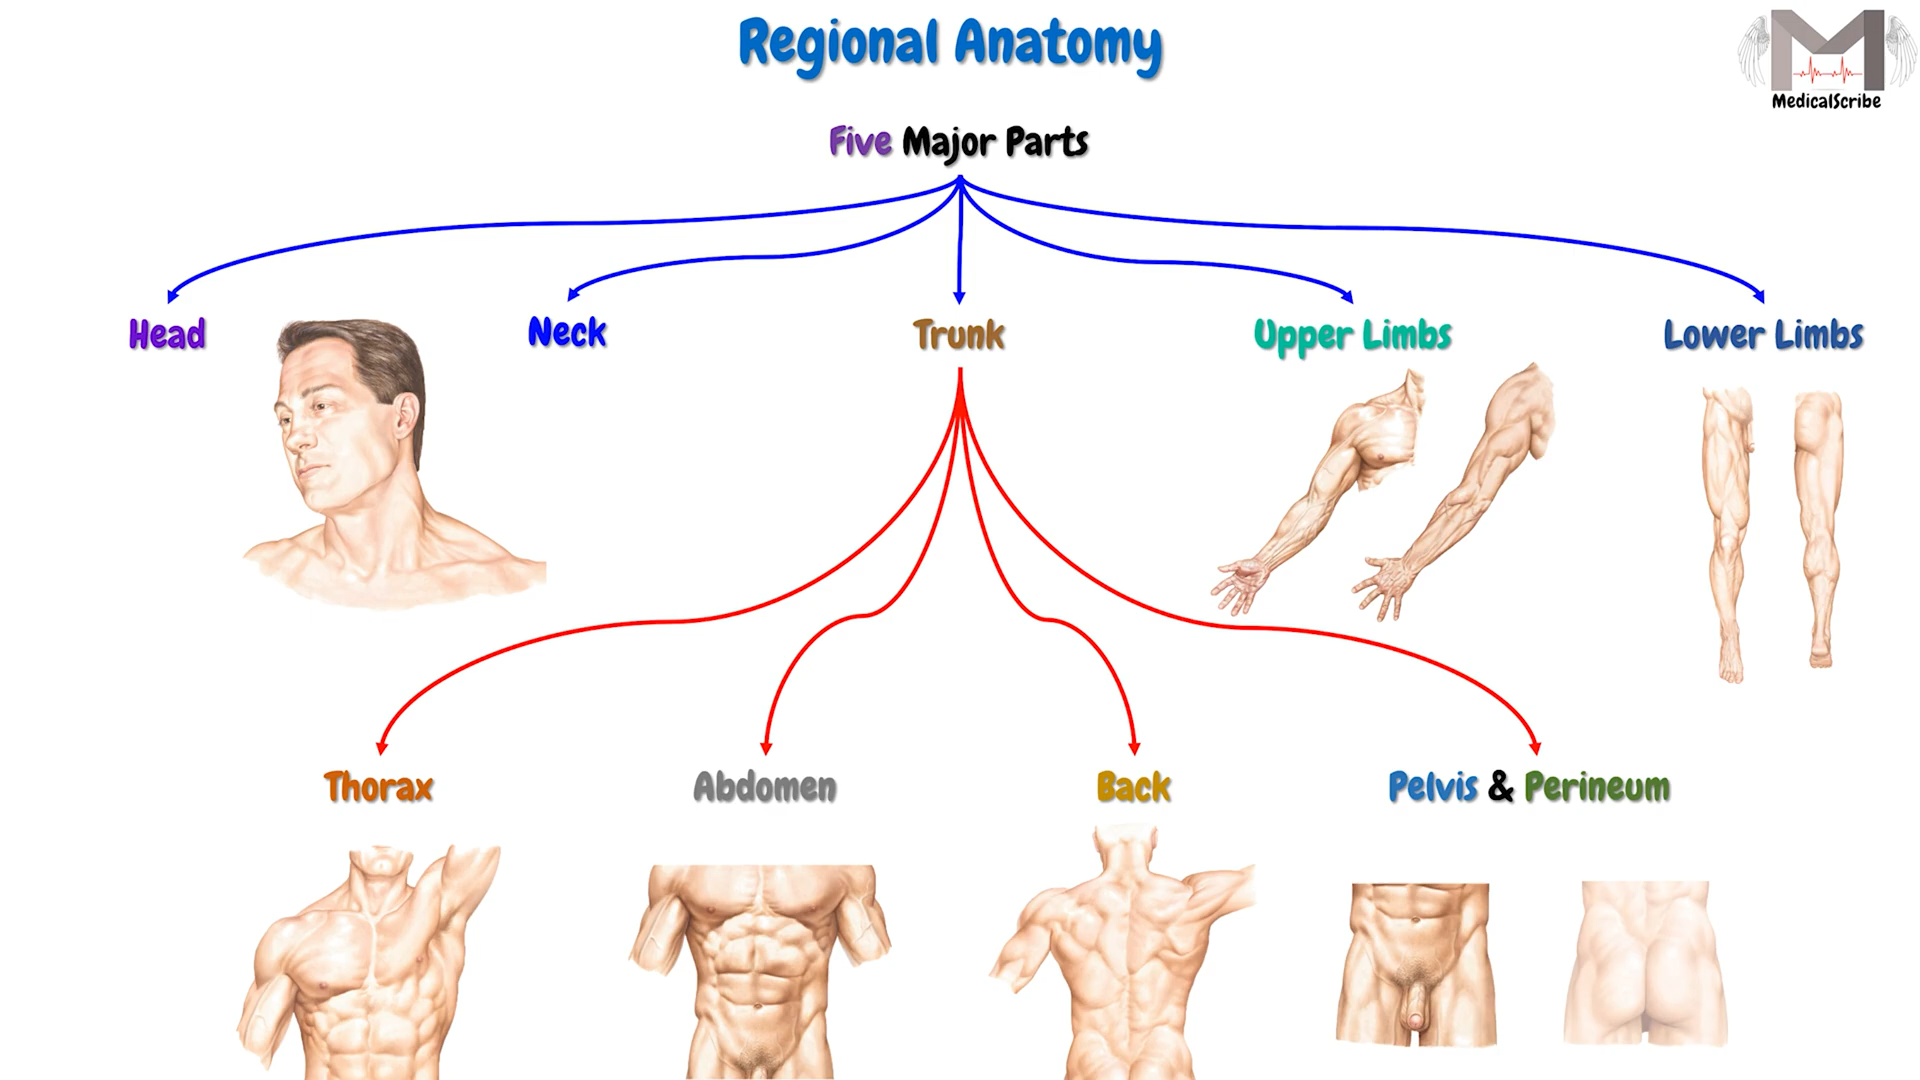 Regional Anatomy
MedicalScribe
Five Major Parts
Head
Neck
Trunk
Upper Limbs
Lower Limbs
Thorax
Abdomen
Back
Pelvis & Perineum